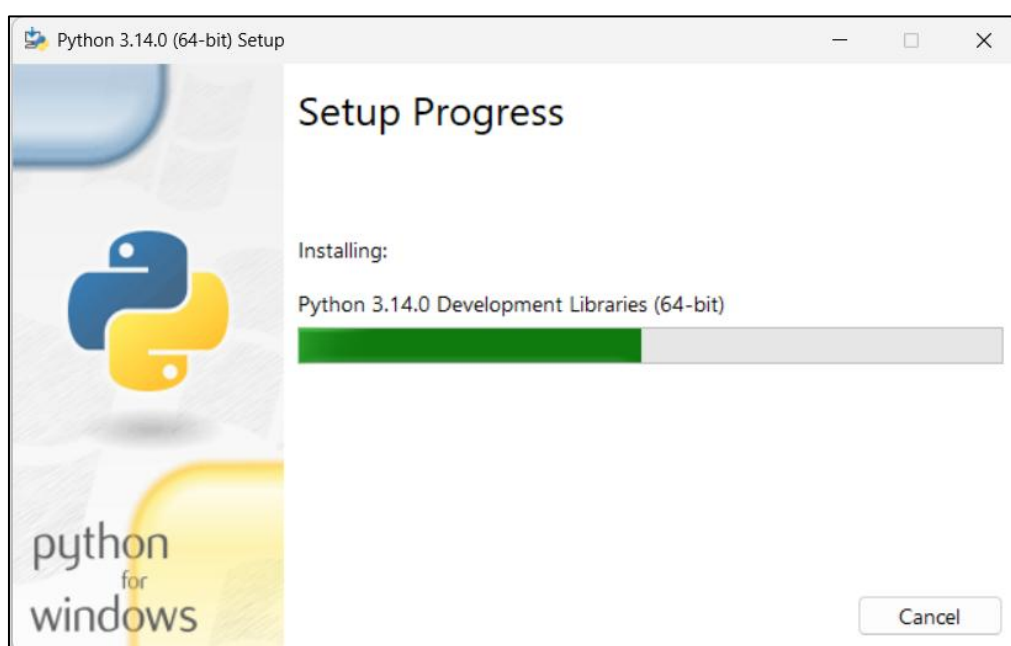 Python 3.14.0 (64-bit) Setup
Setup Progress
Installing:
Python 3.14.0 Development Libraries (64-bit)
python
for
windows
Cancel